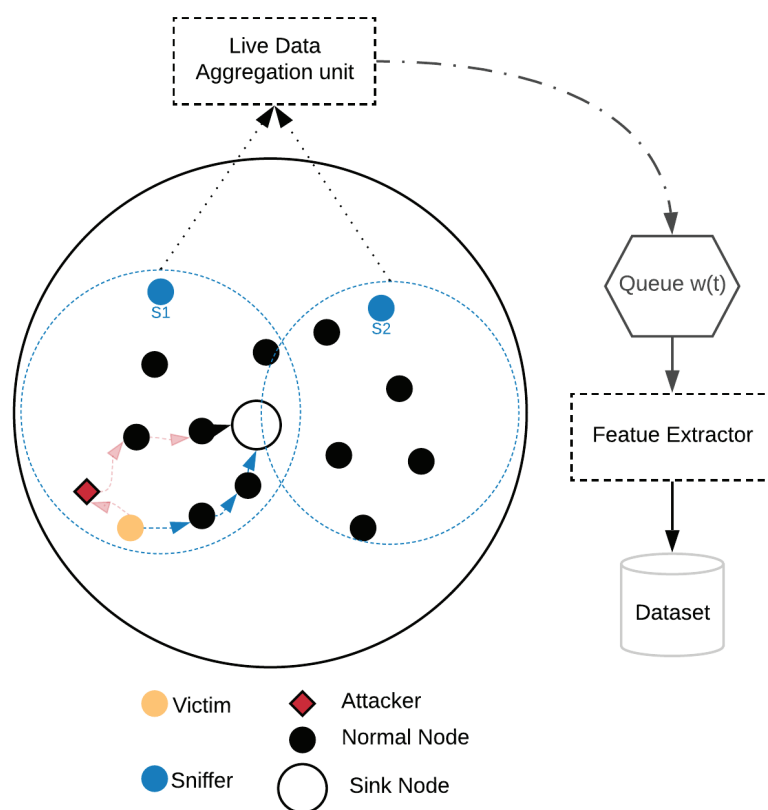 Live Data
Aggregation unit
Queue w(t)
S1
S2
Featue Extractor
Dataset
Victim
Attacker
Normal Node
Sniffer
Sink Node